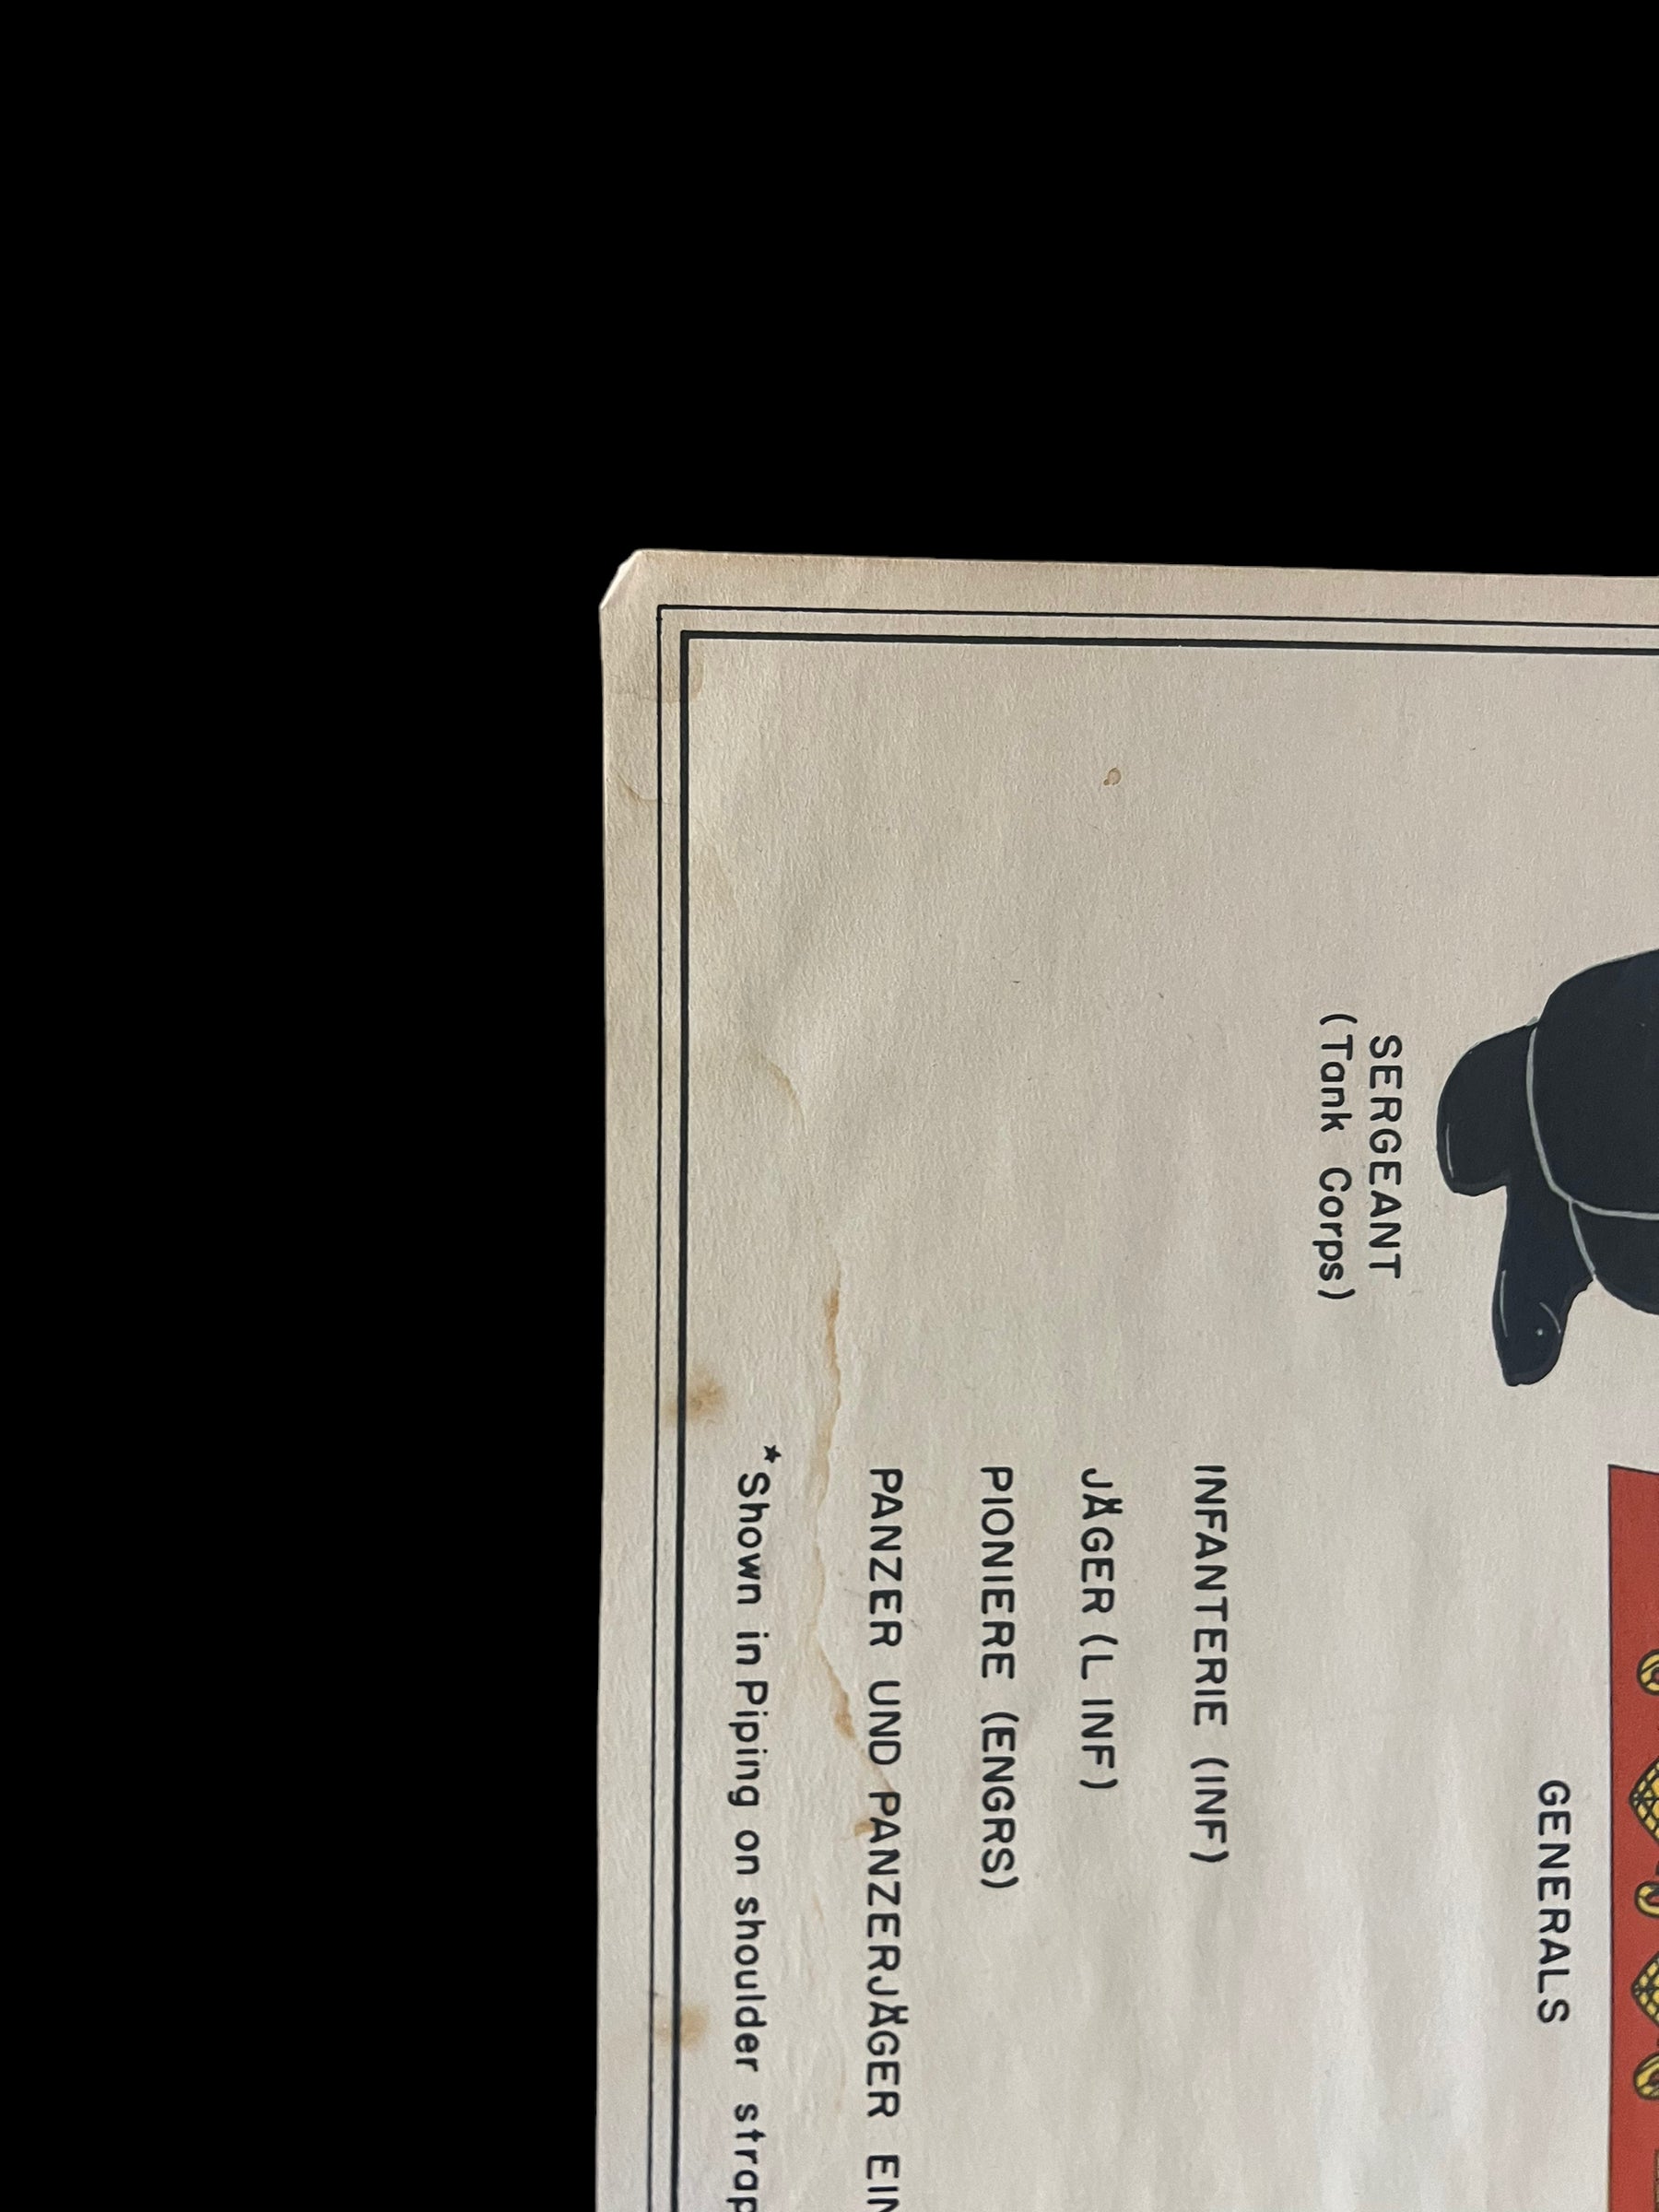 SERGEANT
(Tank Corps)
GENERALS
INFANTERIE (INF)
JÄGER (L INF)
PIONIERE (ENGRS)
PANZER UND PANZERJÄGER
*Shown in Piping on shoulder